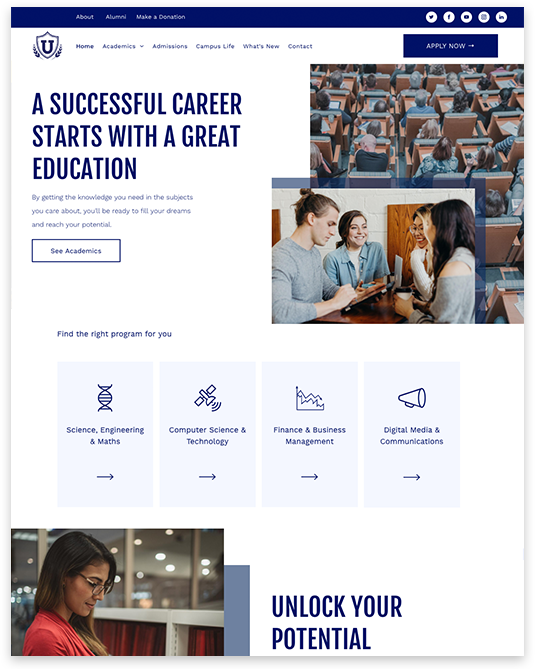 About Alumni Make a Donation
U
Home Academics Admissions Campus Life What's New Contact
APPLY NOW →
A SUCCESSFUL CAREER
STARTS WITH A GREAT
EDUCATION
By getting the knowledge you need in the subjects
you care about, you'll be ready to fill your dreams
and reach your potential.
See Academics
Find the right program for you
Science, Engineering
& Maths
Computer Science &
Technology
Finance & Business
Management
Digital Media &
Communications
UNLOCK YOUR
POTENTIAL